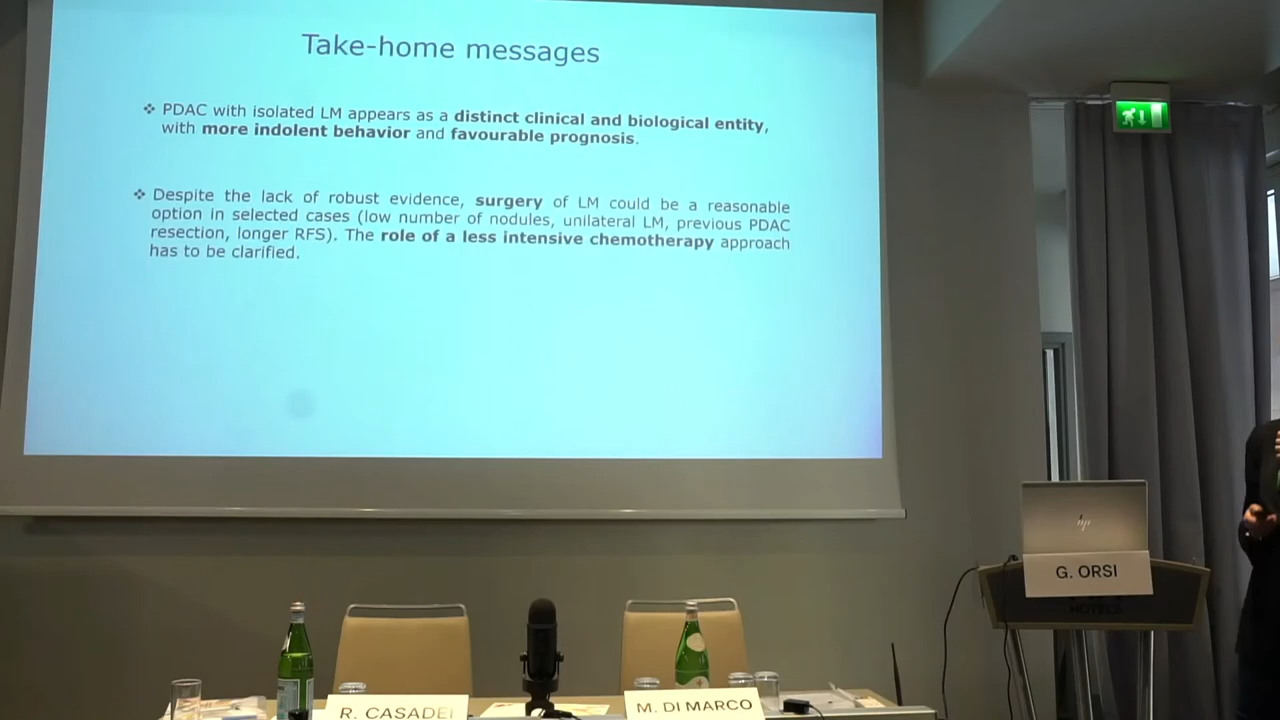 Take-home messages
❖ PDAC with isolated LM appears as a distinct clinical and biological entity,
with more indolent behavior and favourable prognosis.
❖ Despite the lack of robust evidence, surgery of LM could be a reasonable
option in selected cases (low number of nodules, unilateral LM, previous PDAC
resection, longer RFS). The role of a less intensive chemotherapy approach
has to be clarified.
hp
G. ORSI
HOTELS
R. CASADEI
M. DI MARCO